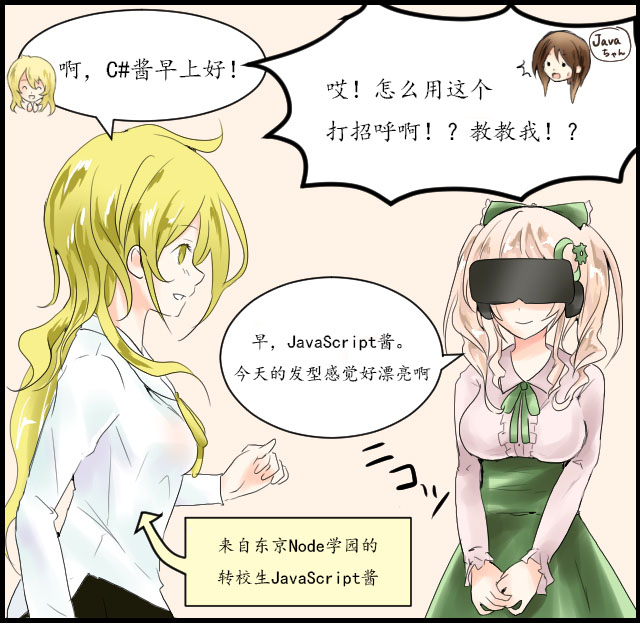 啊，C#酱早上好！
Java
ちゃん
哎！怎么用这个
打招呼啊！？教教我！？
早，JavaScript酱。
今天的发型感觉好漂亮啊
ニコッ
来自东京Node学园的
转校生JavaScript酱